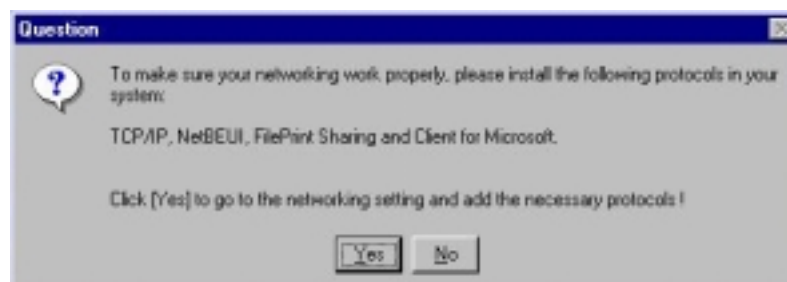 Question
To make sure your networking work properly, please install the following protocols in your
system:
TCP/IP, NetBEUI, FilePrint Sharing and Client for Microsoft.
Click [Yes] to go to the networking setting and add the necessary protocols !
Yes No